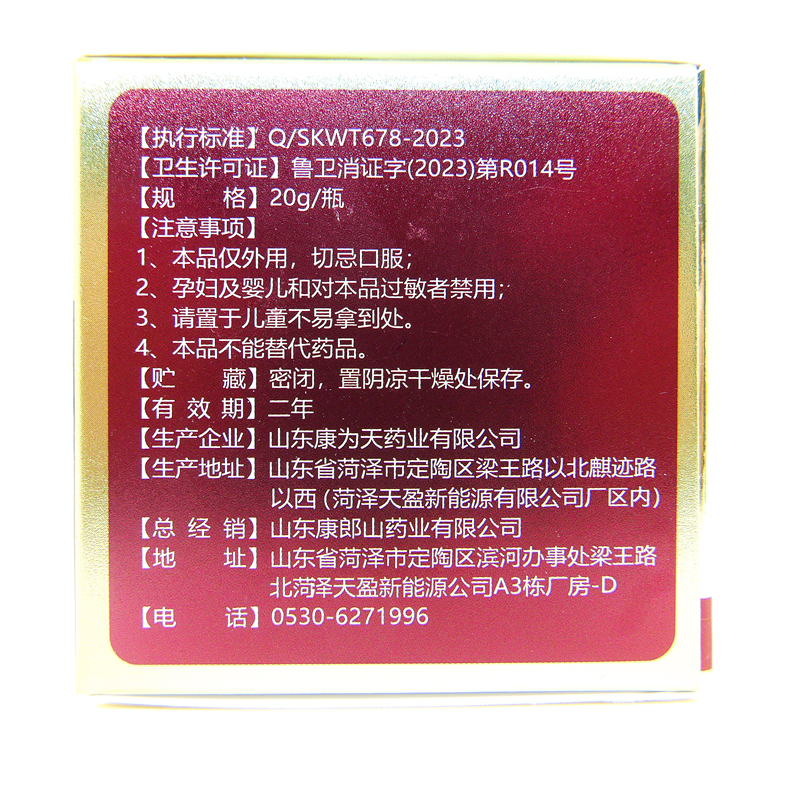 【执行标准】Q/SKWT678-2023
【卫生许可证】鲁卫消证字(2023)第R014号
【规 格】20g/瓶
【注意事项】
1、本品仅外用，切忌口服；
2、孕妇及婴儿和对本品过敏者禁用；
3、请置于儿童不易拿到处。
4、本品不能替代药品。
【贮 藏】密闭，置阴凉干燥处保存。
【有 效 期】二年
【生产企业】山东康为天药业有限公司
【生产地址】山东省菏泽市定陶区梁王路以北麒迹路
以西（菏泽天盈新能源有限公司厂区内）
【总 经 销】山东康郎山药业有限公司
【地 址】山东省菏泽市定陶区滨河办事处梁王路
北菏泽天盈新能源公司A3栋厂房-D
【电 话】0530-6271996